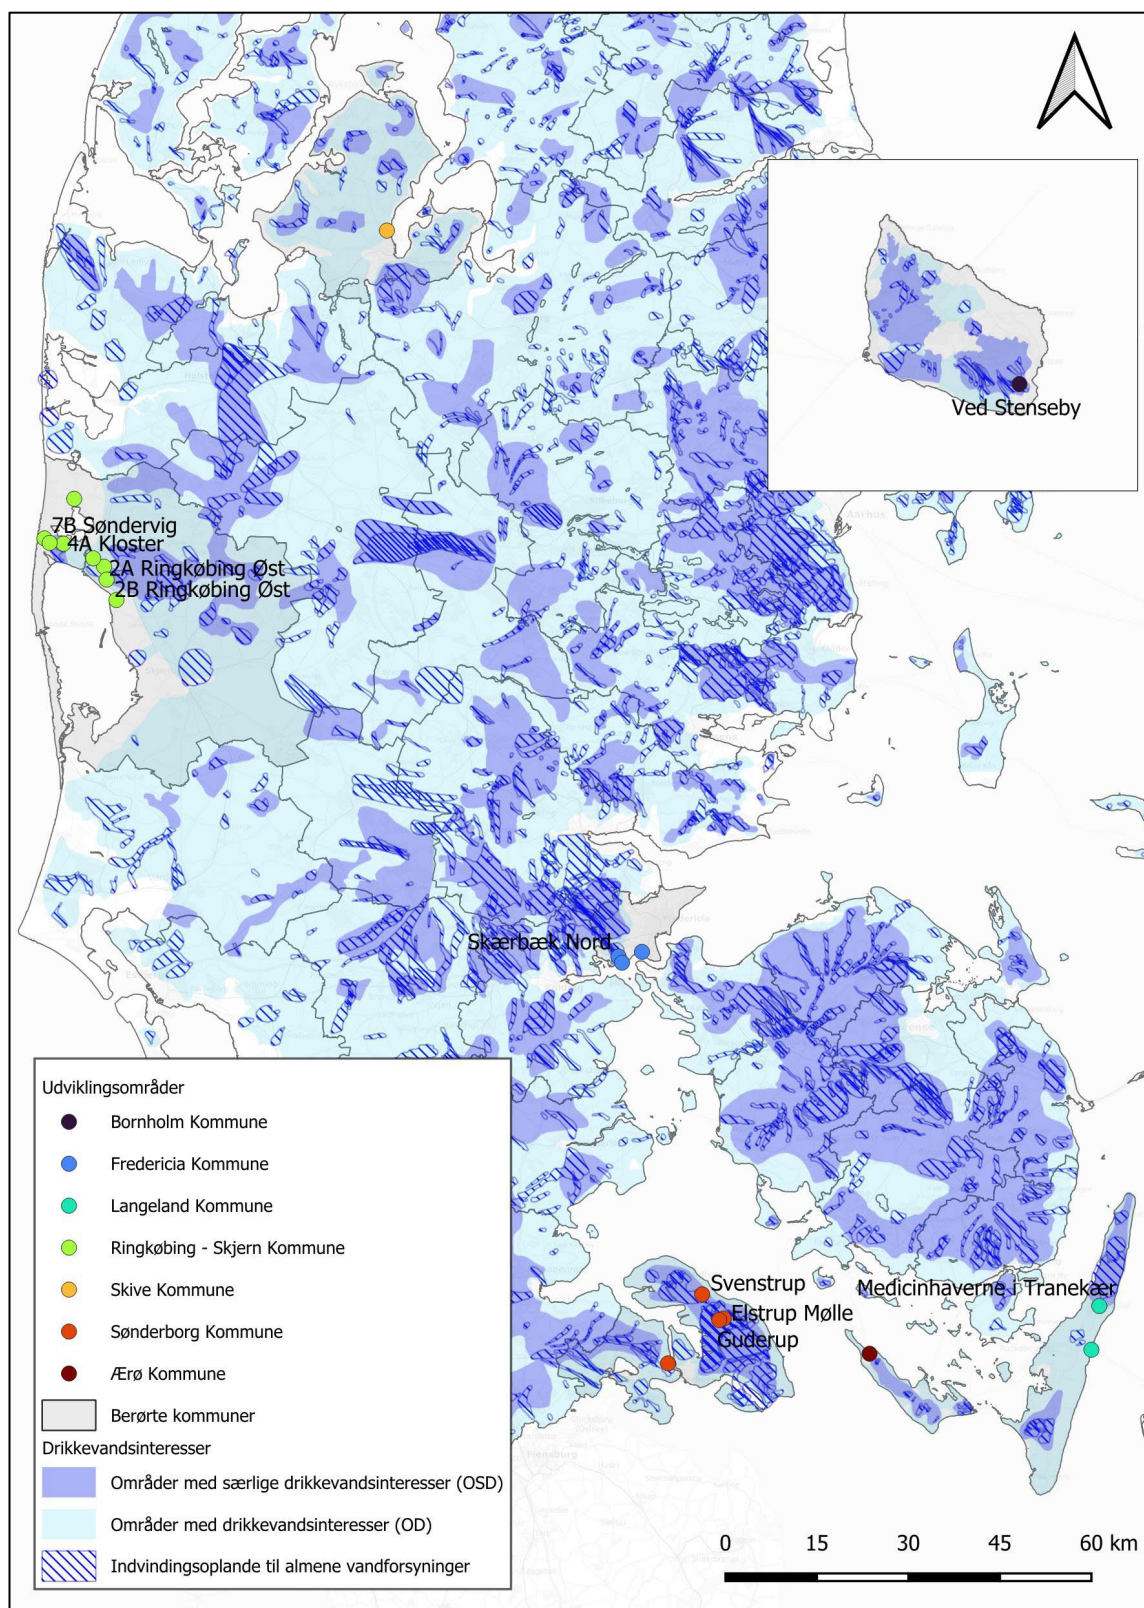 Ved Stenseby
Aarhus
7B Søndervig
4A Kloster
2A Ringkøbing Øst
2B Ringkøbing Øst
Skærbæk Nord
Svenstrup
Elstrup Mølle
Guderup
Medicinhaverne i Tranekær
Flensburg
Udviklingsområder
Bornholm Kommune
Fredericia Kommune
Langeland Kommune
Ringkøbing - Skjern Kommune
Skive Kommune
Sønderborg Kommune
Ærø Kommune
Berørte kommuner
Drikkevandsinteresser
Områder med særlige drikkevandsinteresser (OSD)
Områder med drikkevandsinteresser (OD)
Indvindingsoplande til almene vandforsyninger
0 15 30 45 60 km